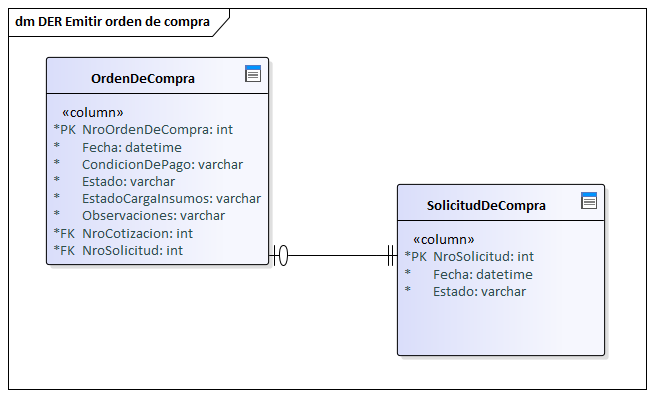 dm DER Emitir orden de compra
OrdenDeCompra
«column»
*PK NroOrdenDeCompra: int
* Fecha: datetime
* CondicionDePago: varchar
* Estado: varchar
* EstadoCargaInsumos: varchar
* Observaciones: varchar
*FK NroCotizacion: int
*FK NroSolicitud: int
SolicitudDeCompra
«column»
*PK NroSolicitud: int
* Fecha: datetime
* Estado: varchar